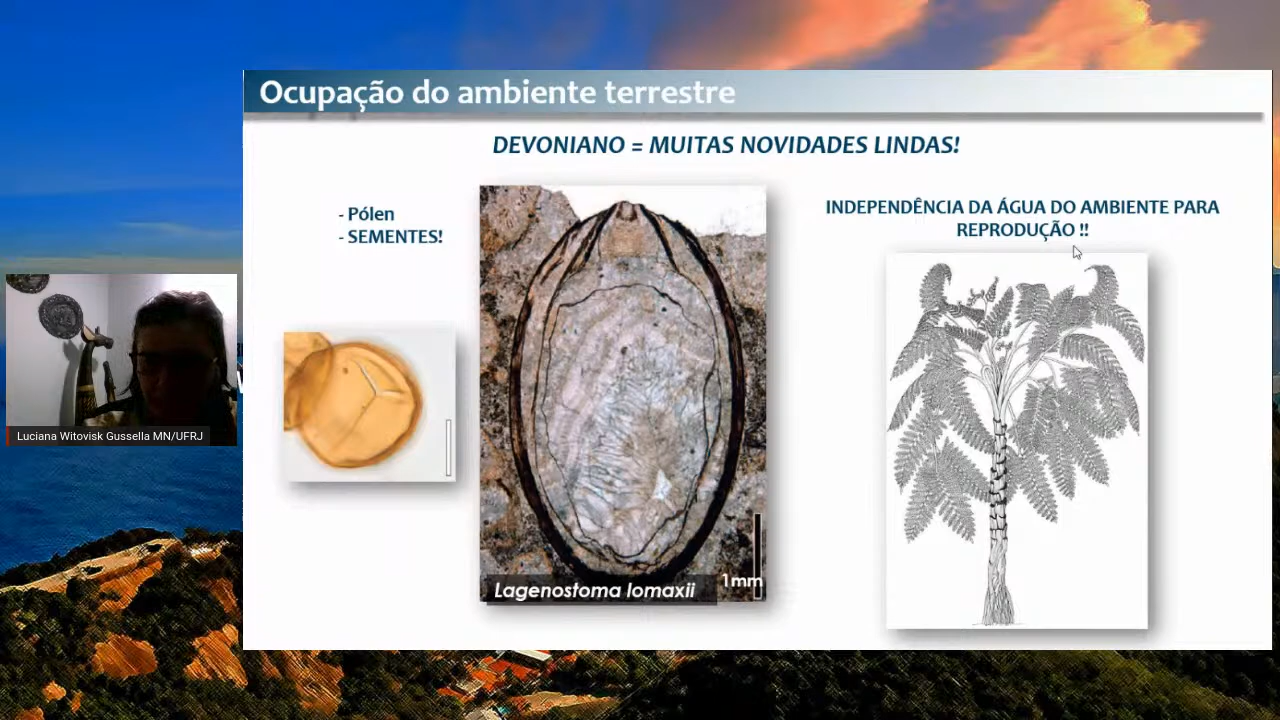 Ocupação do ambiente terrestre
DEVONIANO = MUITAS NOVIDADES LINDAS!
- Pólen
- SEMENTES!
INDEPENDÊNCIA DA ÁGUA DO AMBIENTE PARA
REPRODUÇÃO !!
Luciana Witovisk Gussella MN/UFRJ
1mm
Lagenostoma lomaxii